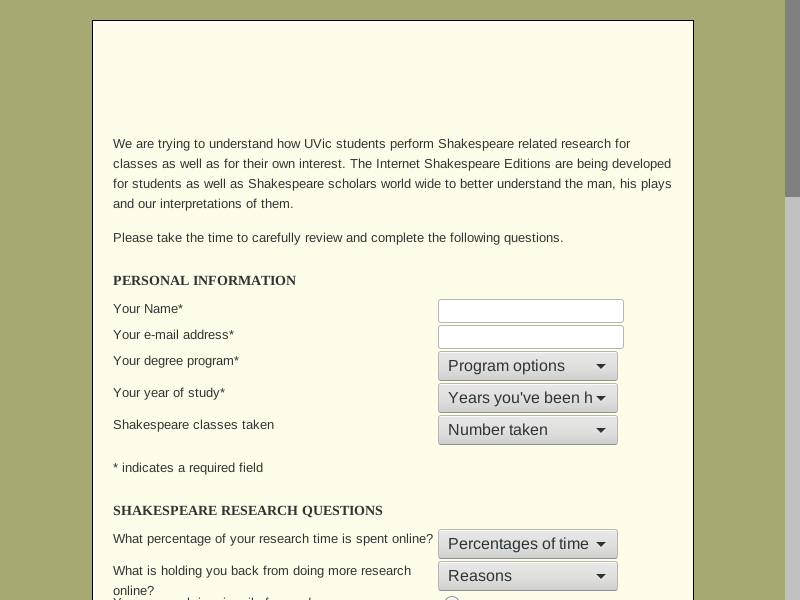 We are trying to understand how UVic students perform Shakespeare related research for
classes as well as for their own interest. The Internet Shakespeare Editions are being developed
for students as well as Shakespeare scholars world wide to better understand the man, his plays
and our interpretations of them.
Please take the time to carefully review and complete the following questions.
PERSONAL INFORMATION
Your Name*
Your e-mail address*
Your degree program* Program options
Your year of study* Years you've been h
Shakespeare classes taken Number taken
* indicates a required field
SHAKESPEARE RESEARCH QUESTIONS
What percentage of your research time is spent online? Percentages of time
What is holding you back from doing more research Reasons
online?